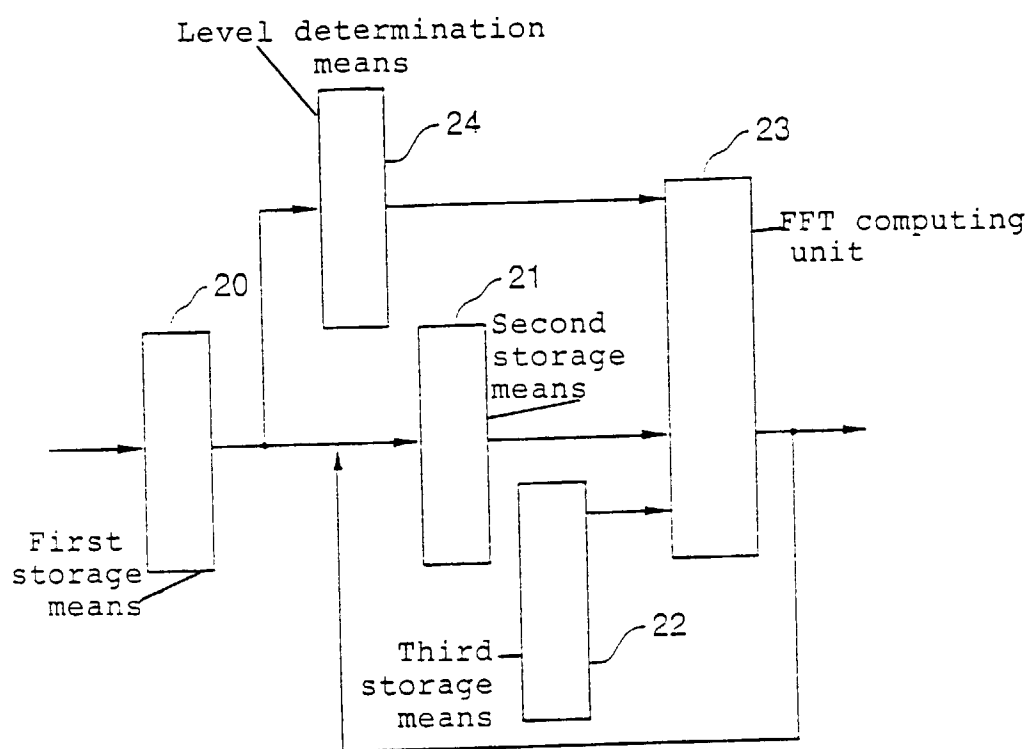 Level determination
means
24
23
FFT computing
unit
20
21
Second
storage
means
First
storage
means
22
Third
storage
means